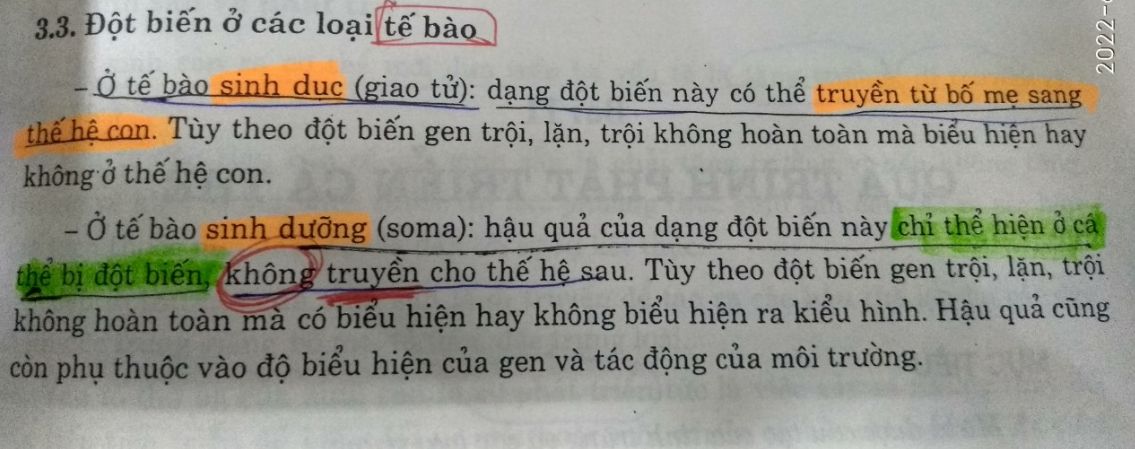 3.3. Đột biến ở các loại tế bào
– Ở tế bào sinh dục (giao tử): dạng đột biến này có thể truyền từ bố mẹ sang
thế hệ con. Tùy theo đột biến gen trội, lặn, trội không hoàn toàn mà biểu hiện hay
không ở thế hệ con.
– Ở tế bào sinh dưỡng (soma): hậu quả của dạng đột biến này chỉ thể hiện ở cá
thể bị đột biến, không truyền cho thế hệ sau. Tùy theo đột biến gen trội, lặn, trội
không hoàn toàn mà có biểu hiện hay không biểu hiện ra kiểu hình. Hậu quả cũng
còn phụ thuộc vào độ biểu hiện của gen và tác động của môi trường.
2022-